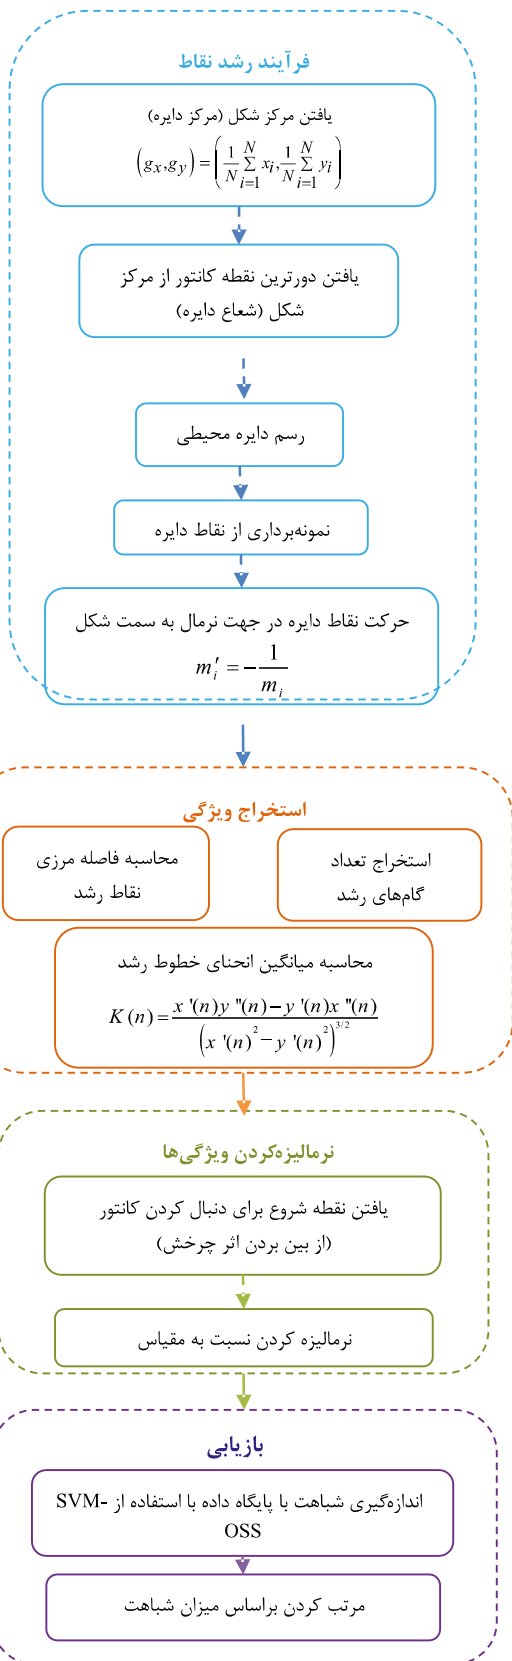 فرآیند رشد نقاط
یافتن مرکز شکل (مرکز دایره)
(g_x,g_y) = (1/N ∑_{i=1}^{N} x_i, 1/N ∑_{i=1}^{N} y_i)
یافتن دورترین نقطه کانتور از مرکز
شکل (شعاع دایره)
رسم دایره محیطی
نمونه‌برداری از نقاط دایره
حرکت نقاط دایره در جهت نرمال به سمت شکل
m'_i = − 1/m_i
استخراج ویژگی
استخراج تعداد
گام‌های رشد
محاسبه فاصله مرزی
نقاط رشد
محاسبه میانگین انحنای خطوط رشد
K(n) = (x'(n)y"(n) − y'(n)x"(n)) / (x'(n)^2 − y'(n)^2)^{3/2}
نرمالیزه‌کردن ویژگی‌ها
یافتن نقطه شروع برای دنبال کردن کانتور
(از بین بردن اثر چرخش)
نرمالیزه کردن نسبت به مقیاس
بازیابی
اندازه‌گیری شباهت با پایگاه داده با استفاده از SVM-
OSS
مرتب کردن براساس میزان شباهت